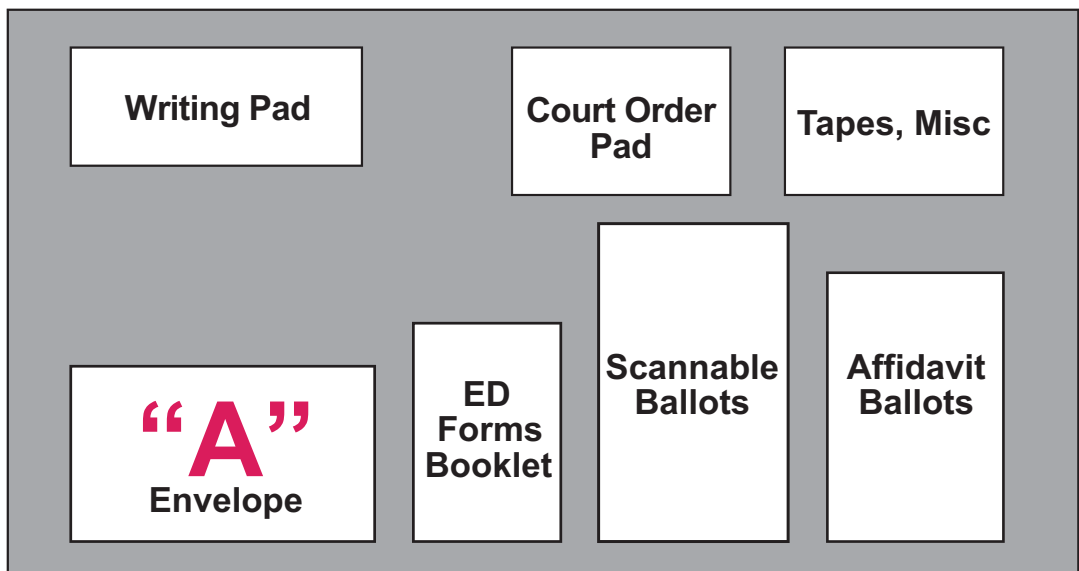 Writing Pad
Court Order
Pad
Tapes, Misc
“A”
Envelope
ED
Forms
Booklet
Scannable
Ballots
Affidavit
Ballots